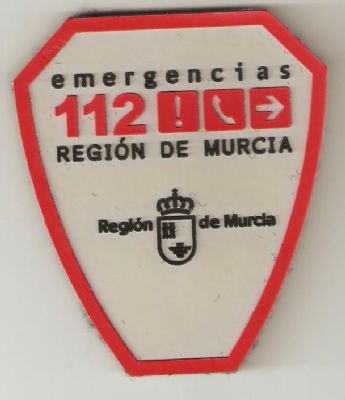 emergencias
112 !
REGIÓN DE MURCIA
Región de Murcia